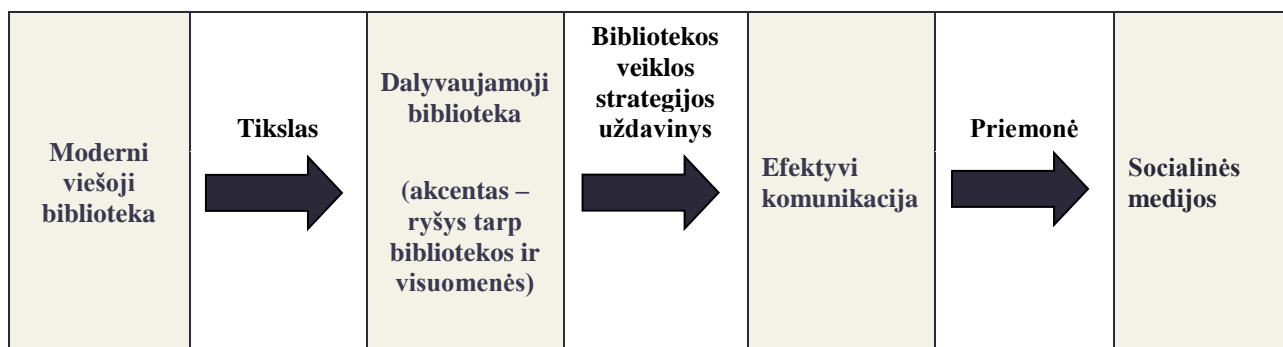 Moderni
viešoji
biblioteka
Tikslas
Dalyvaujamoji
biblioteka
(akcentas –
ryšys tarp
bibliotekos ir
visuomenės)
Bibliotekos
veiklos
strategijos
uždavinys
Efektyvi
komunikacija
Priemonė
Socialinės
medijos